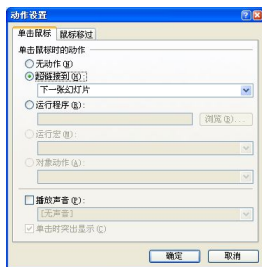 动作设置
单击鼠标 鼠标移过
单击鼠标时的动作
无动作(N)
超链接到(H):
下一张幻灯片
运行程序(R):
浏览(B)...
运行宏(M):
对象动作(A):
播放声音(P):
[无声音]
单击时突出显示(C)
确定 取消